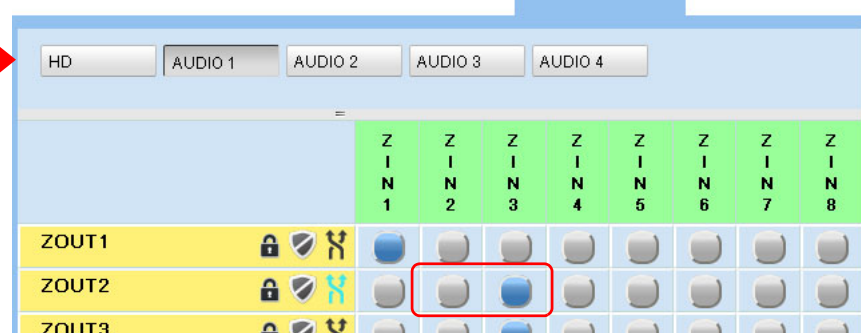 HD AUDIO 1 AUDIO 2 AUDIO 3 AUDIO 4
ZIN1 ZIN2 ZIN3 ZIN4 ZIN5 ZIN6 ZIN7 ZIN8
ZOUT1
ZOUT2
ZOUT3